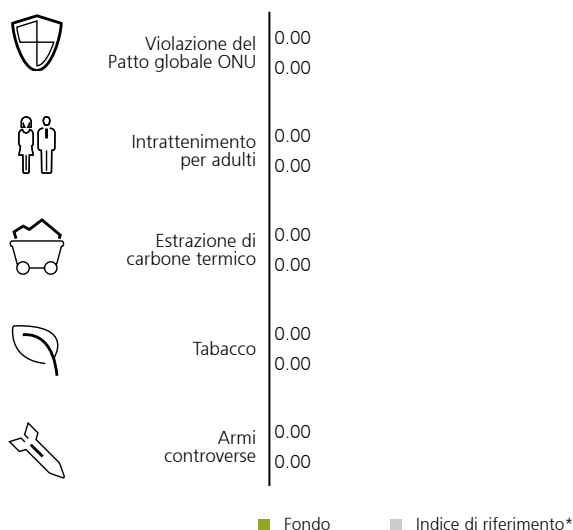 Violazione del
Patto globale ONU
0.00
0.00
Intrattenimento
per adulti
0.00
0.00
Estrazione di
carbone termico
0.00
0.00
Tabacco
0.00
0.00
Armi
controverse
0.00
0.00
Fondo
Indice di riferimento*